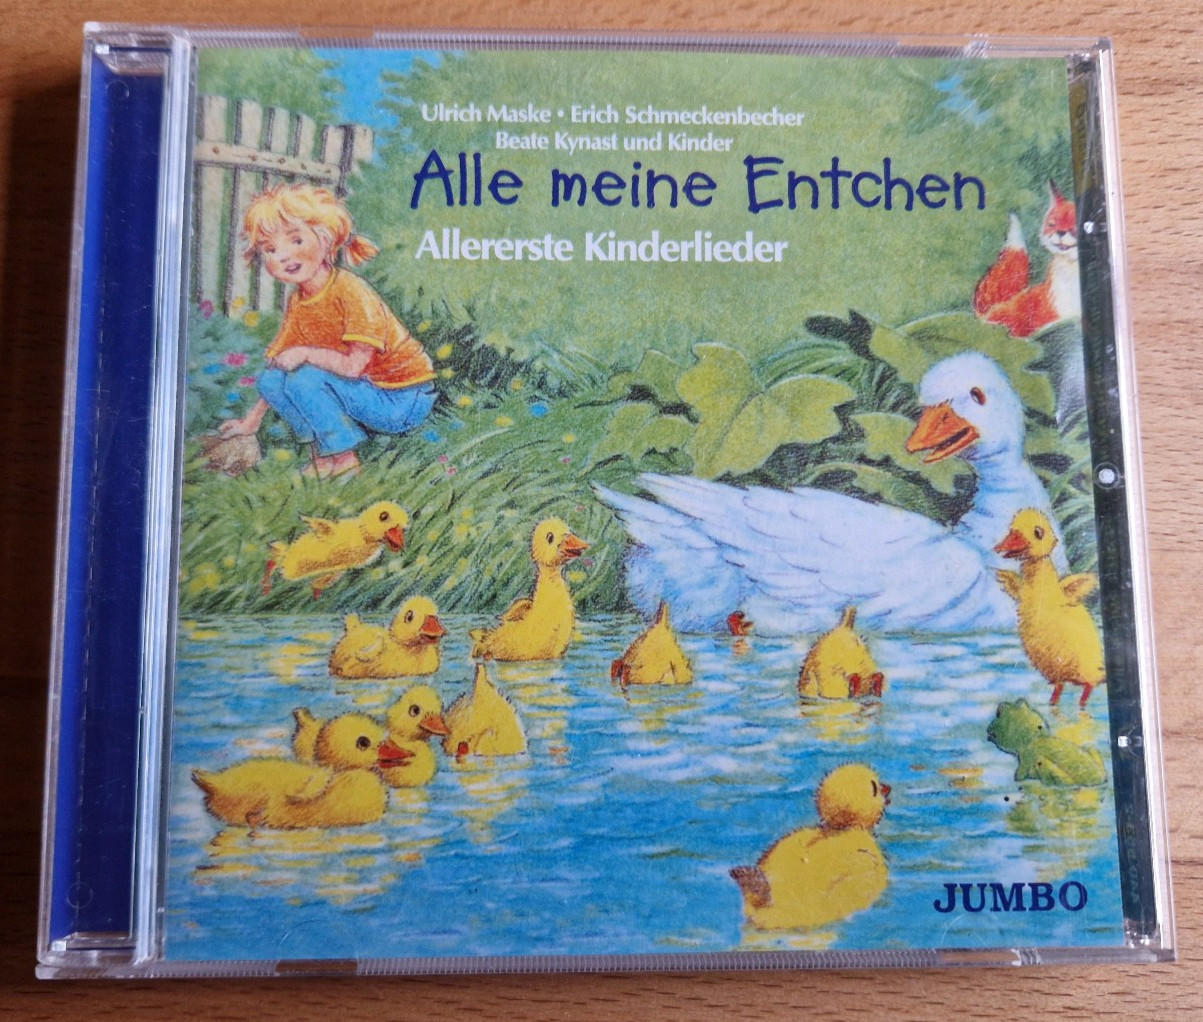 Ulrich Maske • Erich Schmeckenbecher
Beate Kynast und Kinder
Alle meine Entchen
Allererste Kinderlieder
JUMBO